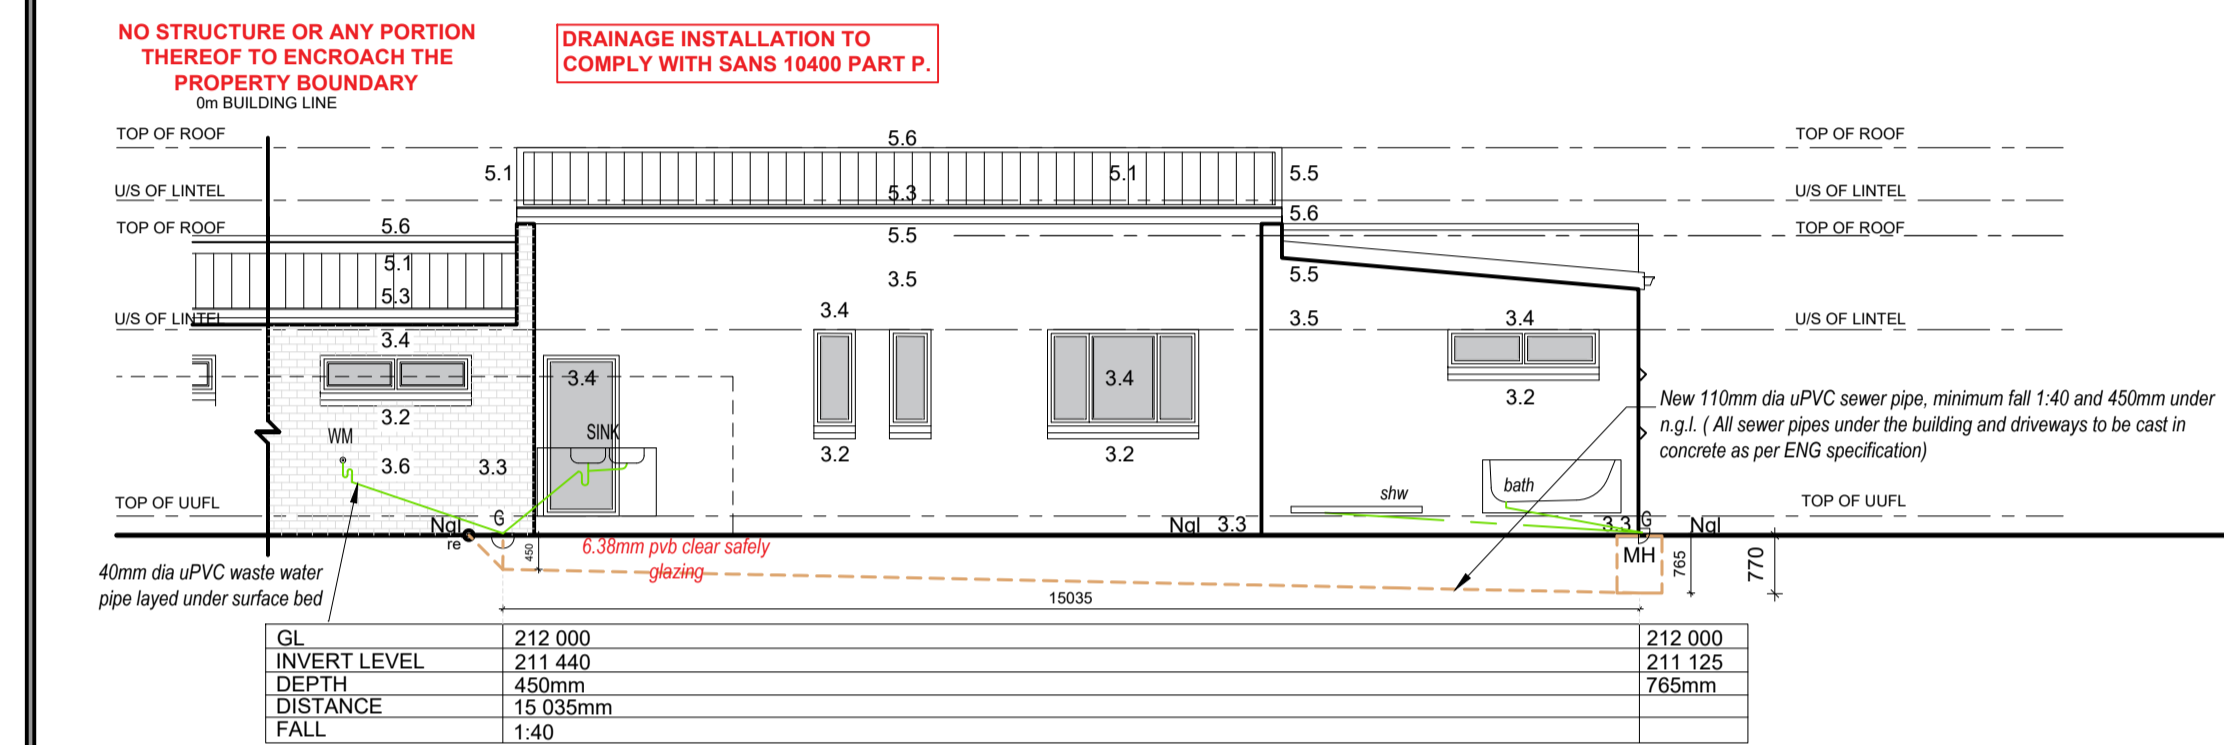 NO STRUCTURE OR ANY PORTION
THEREOF TO ENCROACH THE
PROPERTY BOUNDARY
0m BUILDING LINE
DRAINAGE INSTALLATION TO
COMPLY WITH SANS 10400 PART P.
TOP OF ROOF
5.6
TOP OF ROOF
5.1
5.1
5.5
U/S OF LINTEL
5.3
U/S OF LINTEL
5.6
TOP OF ROOF
5.6
5.5
TOP OF ROOF
5.1
5.5
3.5
5.3
3.4
U/S OF LINTEL
3.5
3.4
U/S OF LINTEL
3.4
3.4
3.4
3.2
3.2
3.2
3.2
WM
SINK
3.6
3.3
shw
bath
New 110mm dia uPVC sewer pipe, minimum fall 1:40 and 450mm under
n.g.l. ( All sewer pipes under the building and driveways to be cast in
concrete as per ENG specification)
TOP OF UUFL
TOP OF UUFL
Ngl
G
Ngl
3.3
3.3
G
Ngl
re
450
6.38mm pvb clear safely
glazing
MH
765
770
40mm dia uPVC waste water
pipe layed under surface bed
15035
GL 212 000 212 000
INVERT LEVEL 211 440 211 125
DEPTH 450mm 765mm
DISTANCE 15 035mm
FALL 1:40